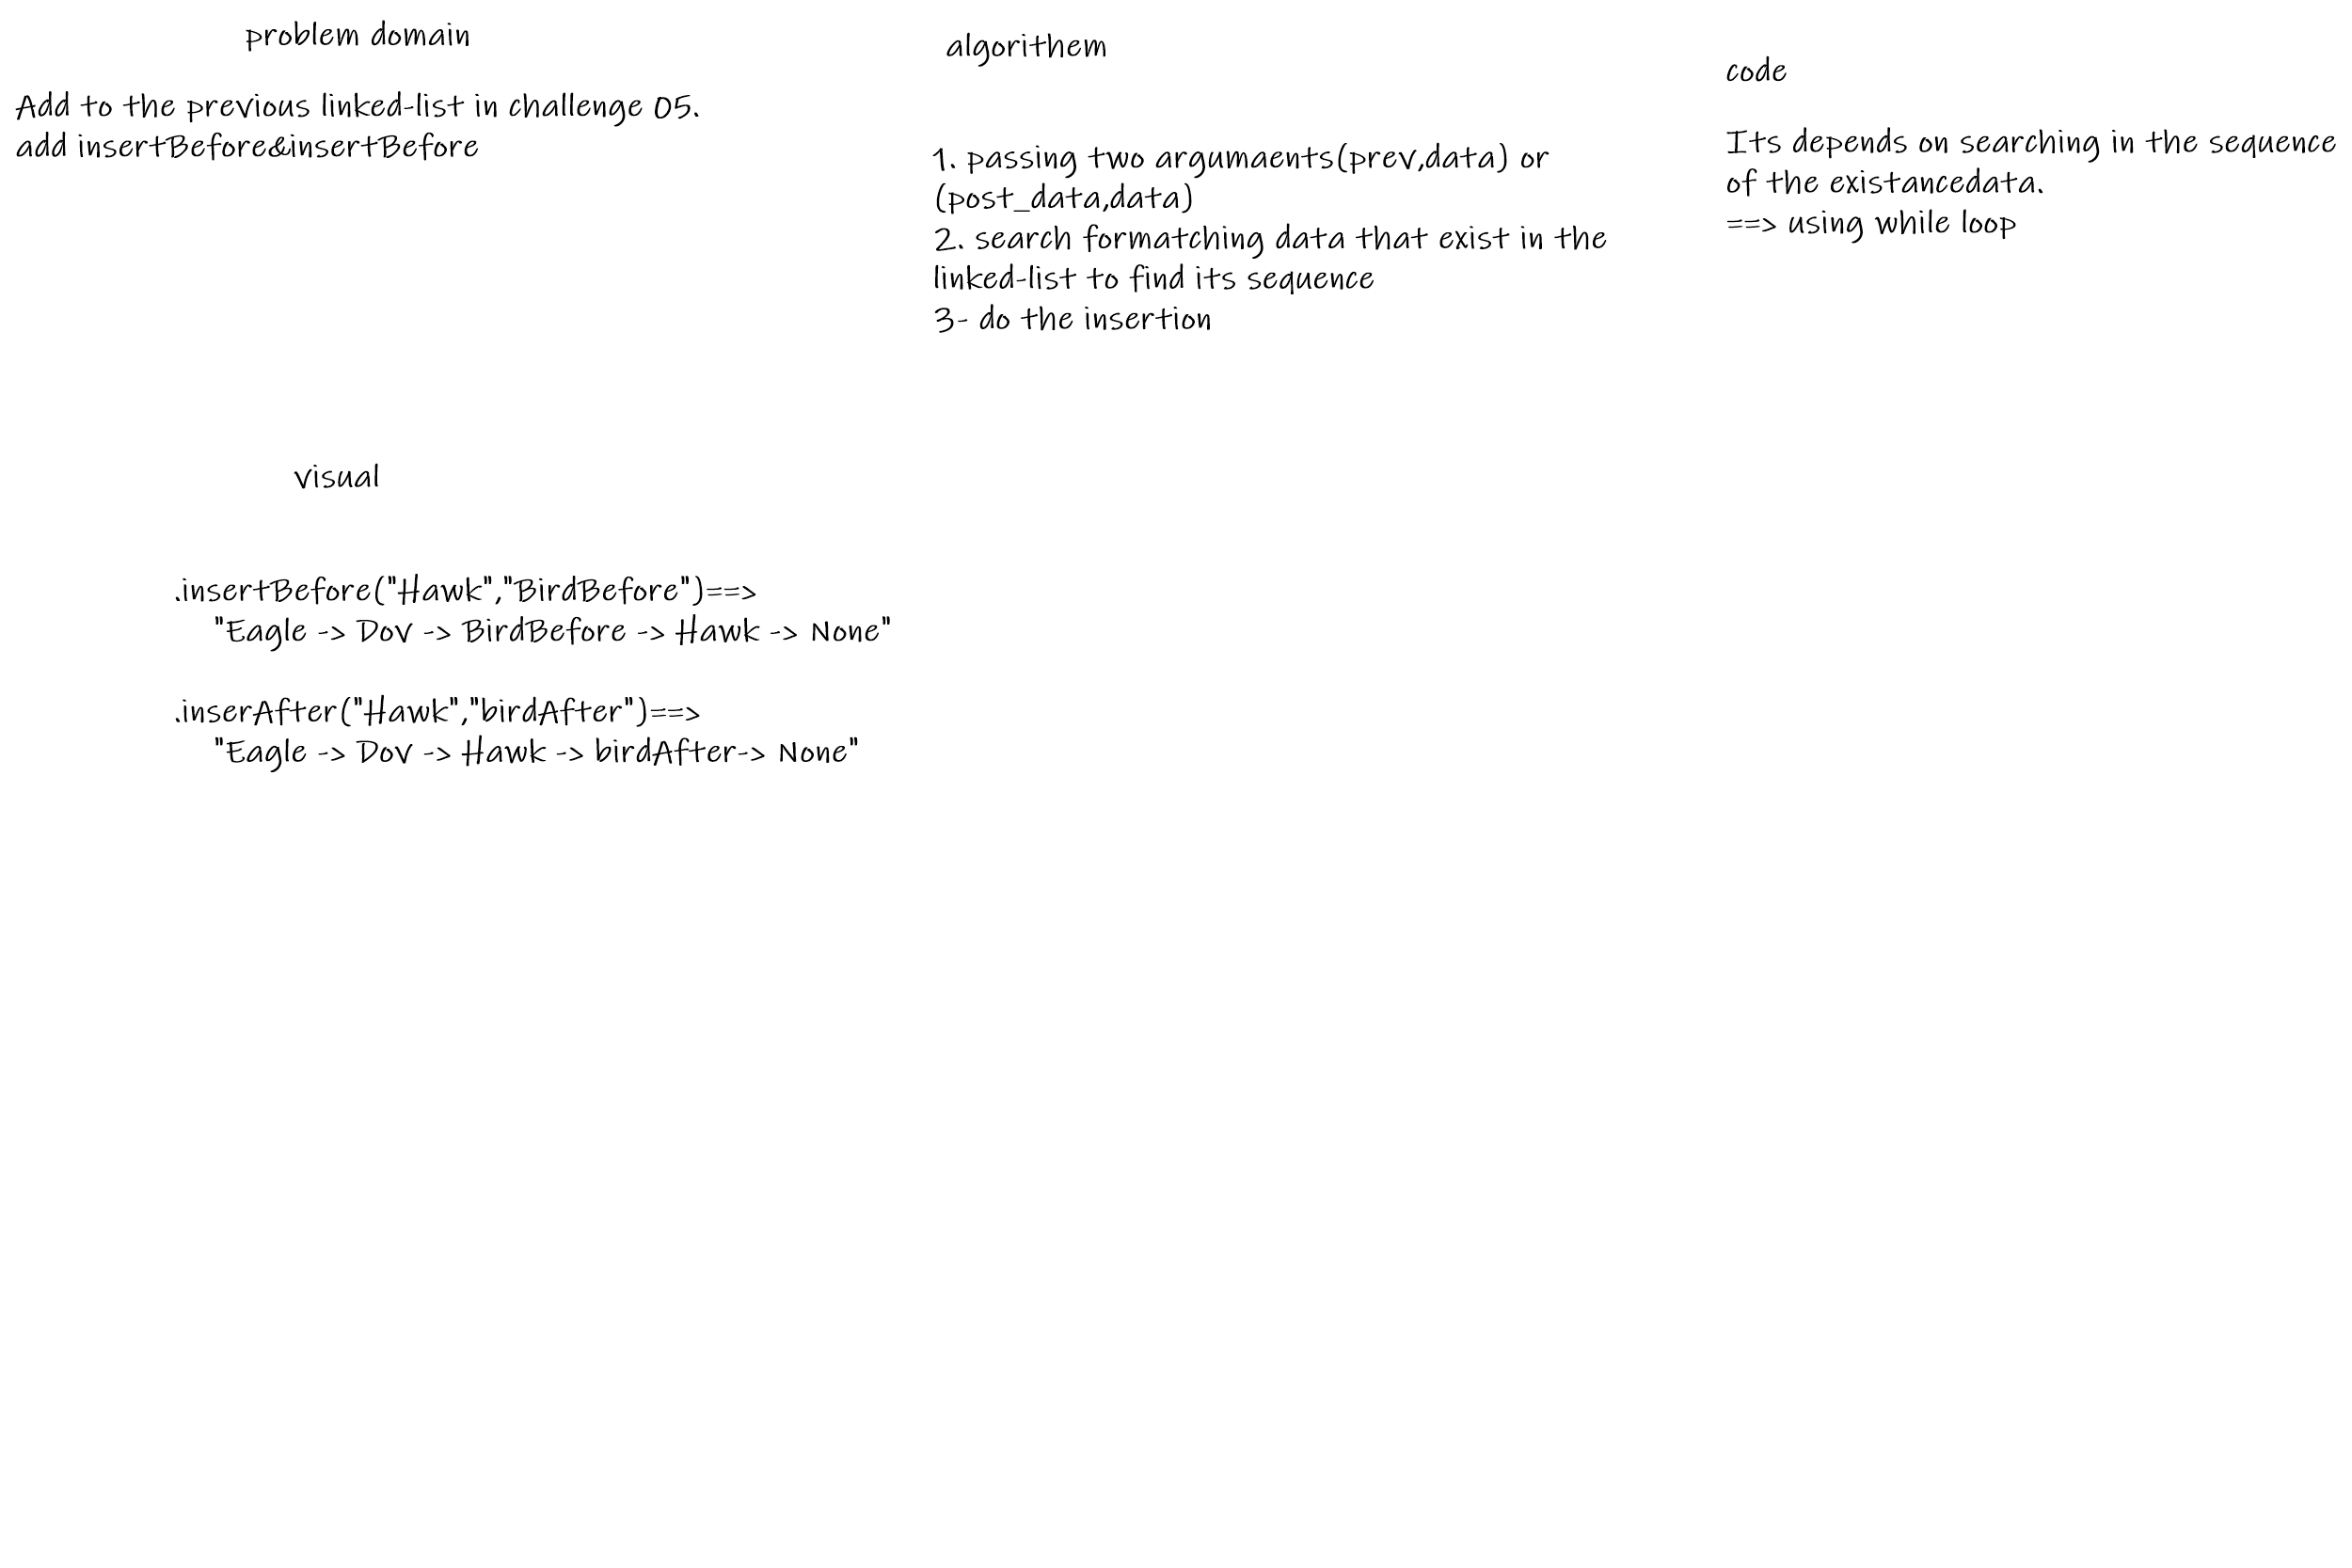 problem domain
Add to the previous linked-list in challenge 05.
add insertBefore&insertBefore
visual
.insertBefore("Hawk","BirdBefore")==>
"Eagle -> Dov -> BirdBefore -> Hawk -> None"
.inserAfter("Hawk","birdAfter")==>
"Eagle -> Dov -> Hawk -> birdAfter-> None"
algorithem
1. passing two argumaents(prev,data) or
(post_data,data)
2. search formatching data that exist in the
linked-list to find its sequence
3- do the insertion
code
Its depends on searching in the sequence
of the existancedata.
==> using while loop